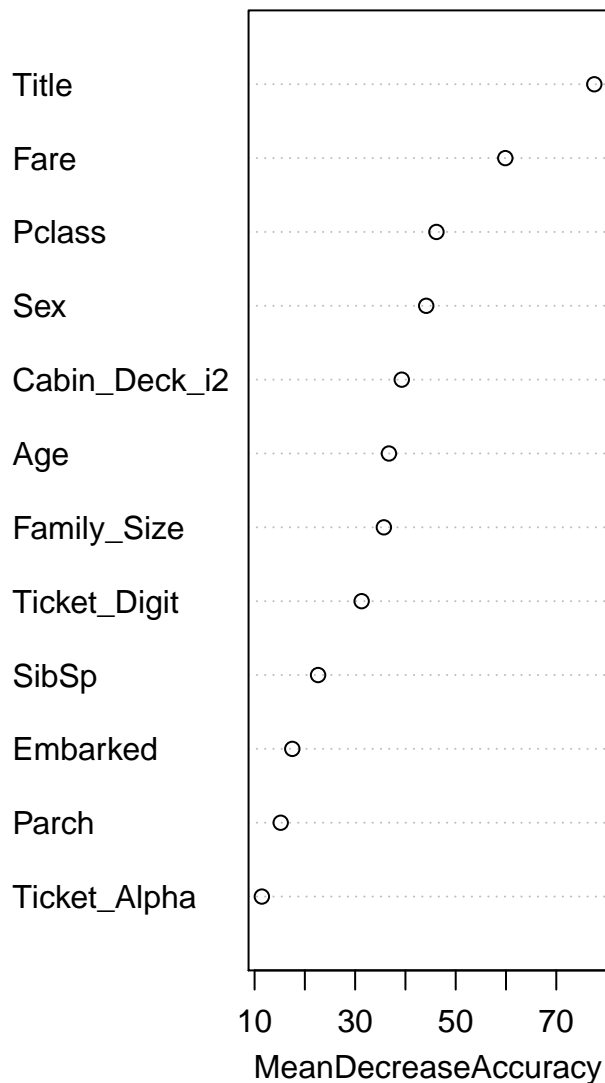 Title
Fare
Pclass
Sex
Cabin_Deck_i2
Age
Family_Size
Ticket_Digit
SibSp
Embarked
Parch
Ticket_Alpha
10 30 50 70
MeanDecreaseAccuracy